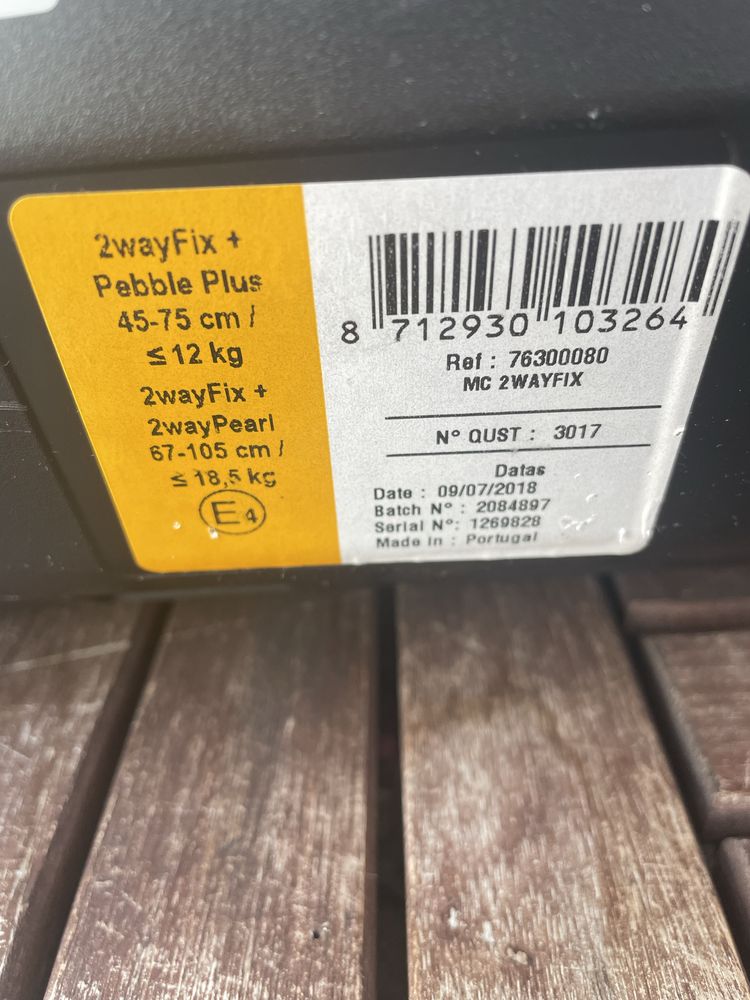 2wayFix +
Pebble Plus
45-75 cm /
≤ 12 kg
2wayFix +
2wayPearl
67-105 cm /
≤ 18,5 kg
E4
8 712930 103264
Ref : 76300080
MC 2WAYFIX
N° QUST : 3017
Datas
Date : 09/07/2018
Batch N° : 2084897
Serial N°: 1269828
Made In : Portugal